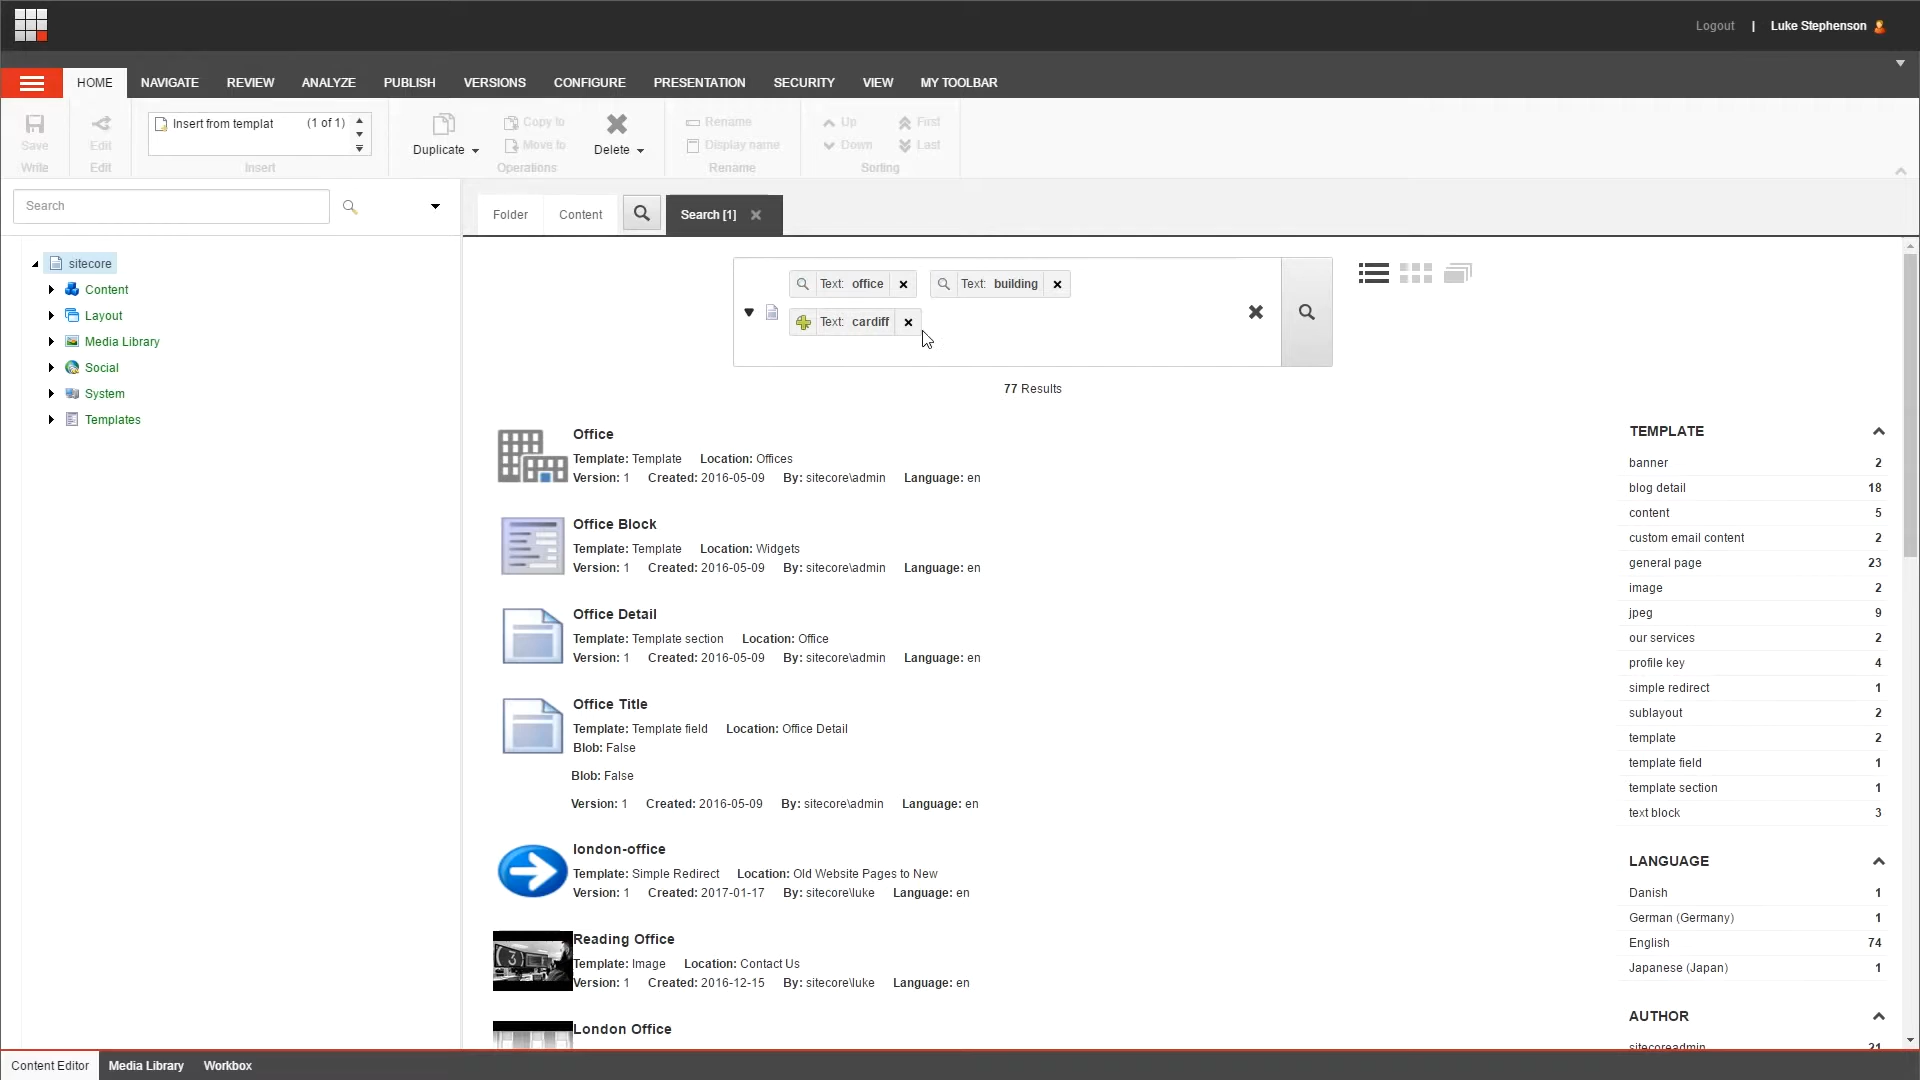 Logout | Luke Stephenson
HOME NAVIGATE REVIEW ANALYZE PUBLISH VERSIONS CONFIGURE PRESENTATION SECURITY VIEW MY TOOLBAR
Save
Write
Edit
Edit
Insert from templat (1 of 1)
Insert
Duplicate
Copy to
Move to
Delete
Operations
Rename
Display name
Rename
Up First
Down Last
Sorting
Search
Folder Content Search [1]
sitecore
Content
Layout
Media Library
Social
System
Templates
Text: office Text: building
Text: cardiff
77 Results
Office
Template: Template Location: Offices
Version: 1 Created: 2016-05-09 By: sitecore\admin Language: en
Office Block
Template: Template Location: Widgets
Version: 1 Created: 2016-05-09 By: sitecore\admin Language: en
Office Detail
Template: Template section Location: Office
Version: 1 Created: 2016-05-09 By: sitecore\admin Language: en
Office Title
Template: Template field Location: Office Detail
Blob: False
Blob: False
Version: 1 Created: 2016-05-09 By: sitecore\admin Language: en
london-office
Template: Simple Redirect Location: Old Website Pages to New
Version: 1 Created: 2017-01-17 By: sitecore\luke Language: en
Reading Office
Template: Image Location: Contact Us
Version: 1 Created: 2016-12-15 By: sitecore\luke Language: en
London Office
TEMPLATE
banner 2
blog detail 18
content 5
custom email content 2
general page 23
image 2
jpeg 9
our services 2
profile key 4
simple redirect 1
sublayout 2
template 2
template field 1
template section 1
text block 3
LANGUAGE
Danish 1
German (Germany) 1
English 74
Japanese (Japan) 1
AUTHOR
sitecoreadmin 21
Content Editor Media Library Workbox